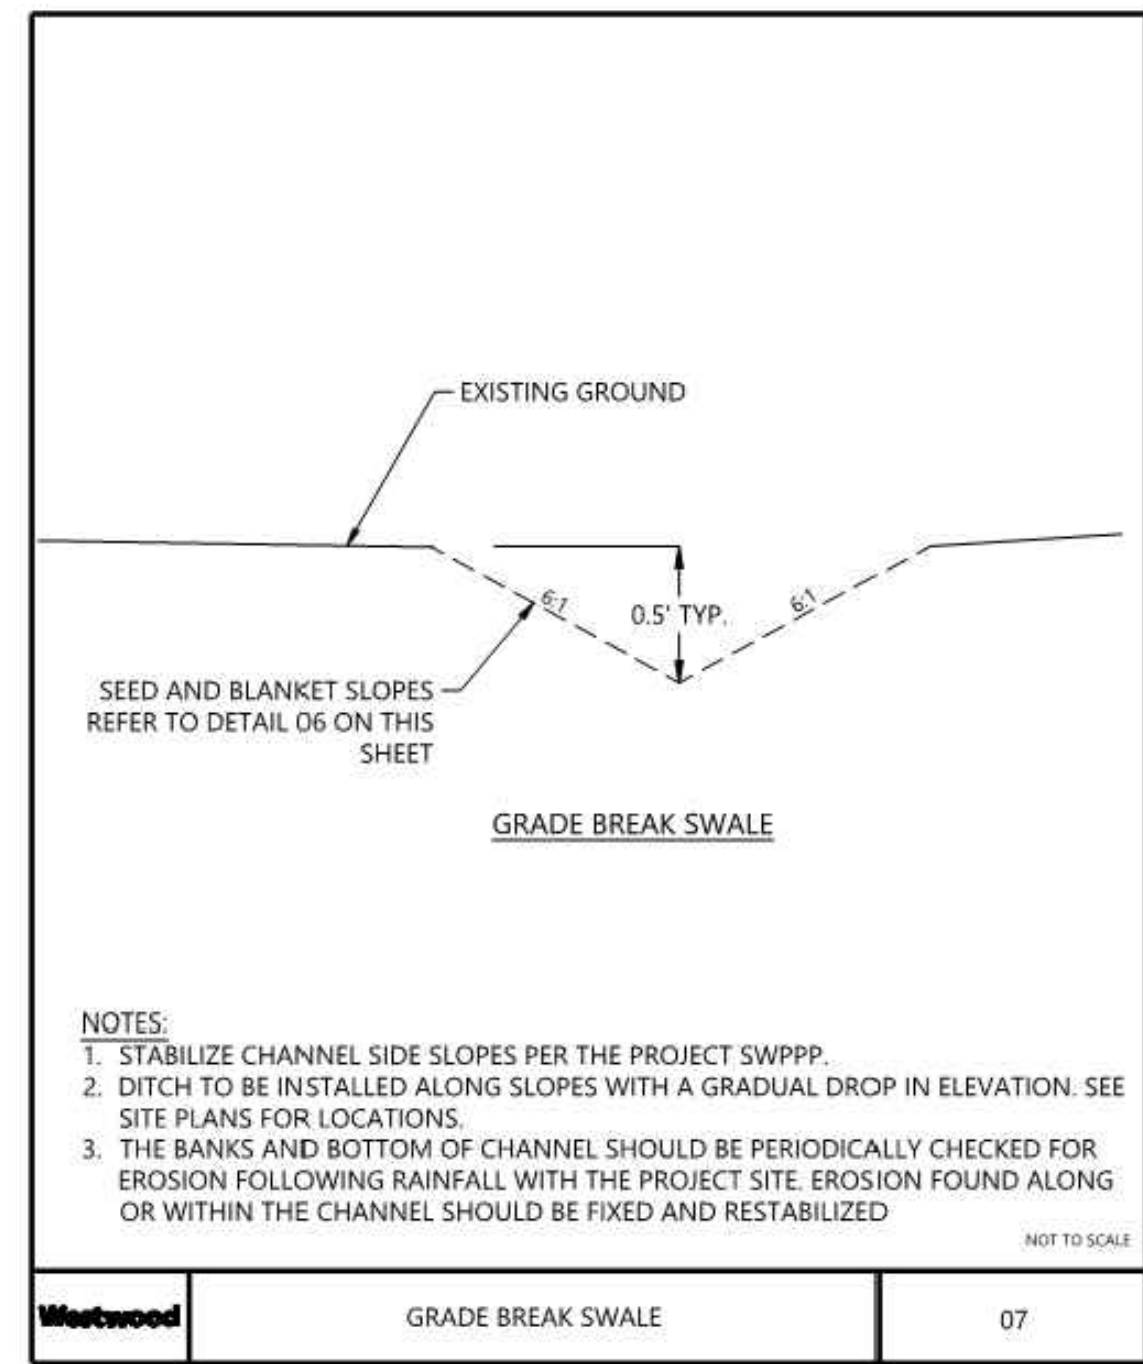 EXISTING GROUND
6:1
6:1
0.5' TYP.
SEED AND BLANKET SLOPES
REFER TO DETAIL 06 ON THIS
SHEET
GRADE BREAK SWALE
NOTES:
1. STABILIZE CHANNEL SIDE SLOPES PER THE PROJECT SWPPP.
2. DITCH TO BE INSTALLED ALONG SLOPES WITH A GRADUAL DROP IN ELEVATION. SEE
SITE PLANS FOR LOCATIONS.
3. THE BANKS AND BOTTOM OF CHANNEL SHOULD BE PERIODICALLY CHECKED FOR
EROSION FOLLOWING RAINFALL WITH THE PROJECT SITE. EROSION FOUND ALONG
OR WITHIN THE CHANNEL SHOULD BE FIXED AND RESTABILIZED
NOT TO SCALE
Westwood
GRADE BREAK SWALE
07